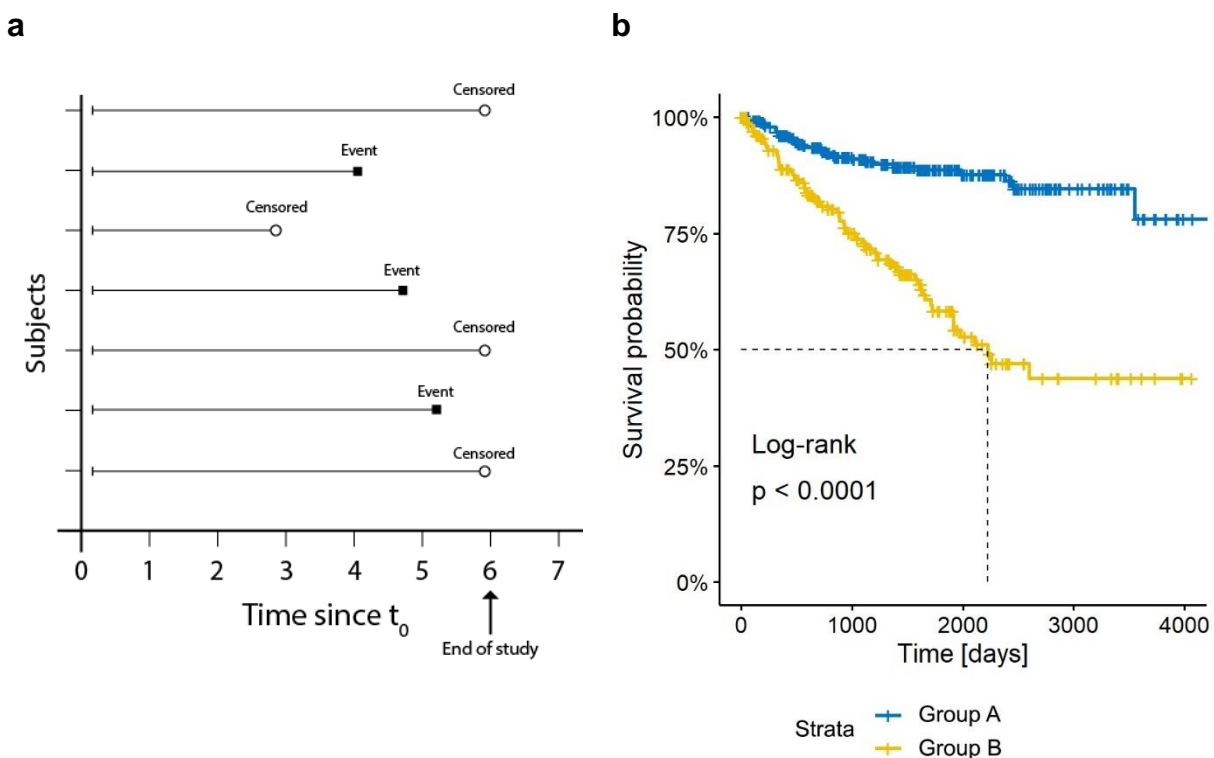 a
Censored
Event
Censored
Event
Censored
Event
Censored
Subjects
0 1 2 3 4 5 6 7
Time since t0
End of study
b
100%
75%
50%
25%
0%
Survival probability
Log-rank
p < 0.0001
0 1000 2000 3000 4000
Time [days]
Strata
Group A
Group B